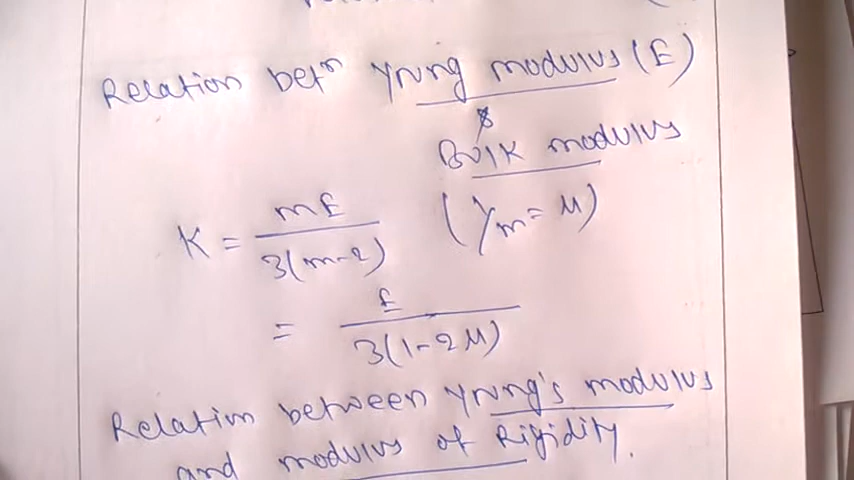 Relation betn Young modulus (E)
&
Bulk modulus
K = mE / 3(m-2) (1/m = μ)
= E / 3(1-2μ)
Relation between Young's modulus
and modulus of Rigidity.